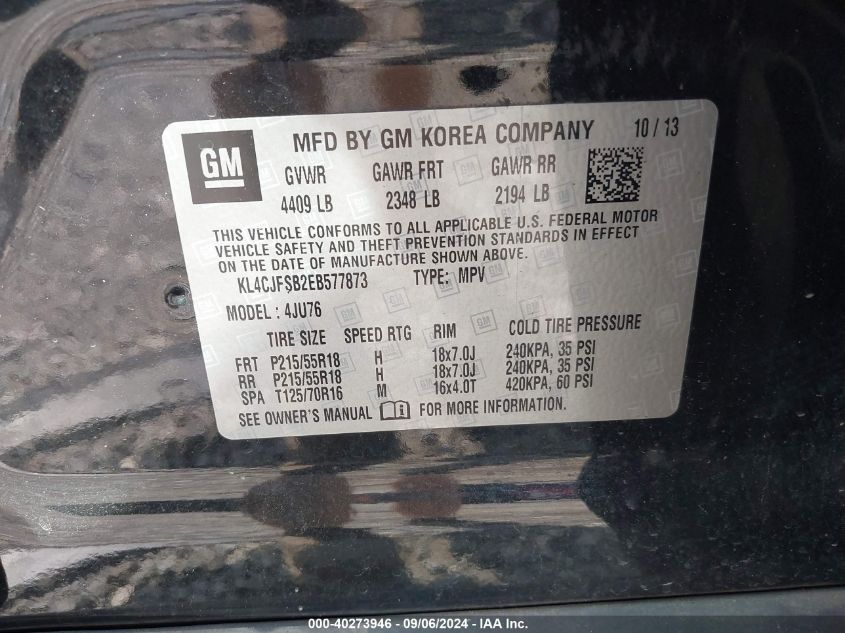 GM
MFD BY GM KOREA COMPANY 10 / 13
GVWR GAWR FRT GAWR RR
4409 LB 2348 LB 2194 LB
THIS VEHICLE CONFORMS TO ALL APPLICABLE U.S. FEDERAL MOTOR
VEHICLE SAFETY AND THEFT PREVENTION STANDARDS IN EFFECT
ON THE DATE OF MANUFACTURE SHOWN ABOVE.
KL4CJFSB2EB577873 TYPE: MPV
MODEL : 4JU76
TIRE SIZE SPEED RTG RIM COLD TIRE PRESSURE
FRT P215/55R18 H 18x7.0J 240KPA, 35 PSI
RR P215/55R18 H 18x7.0J 240KPA, 35 PSI
SPA T125/70R16 M 16x4.0T 420KPA, 60 PSI
SEE OWNER'S MANUAL FOR MORE INFORMATION.
000-40273946 - 09/06/2024 - IAA Inc.